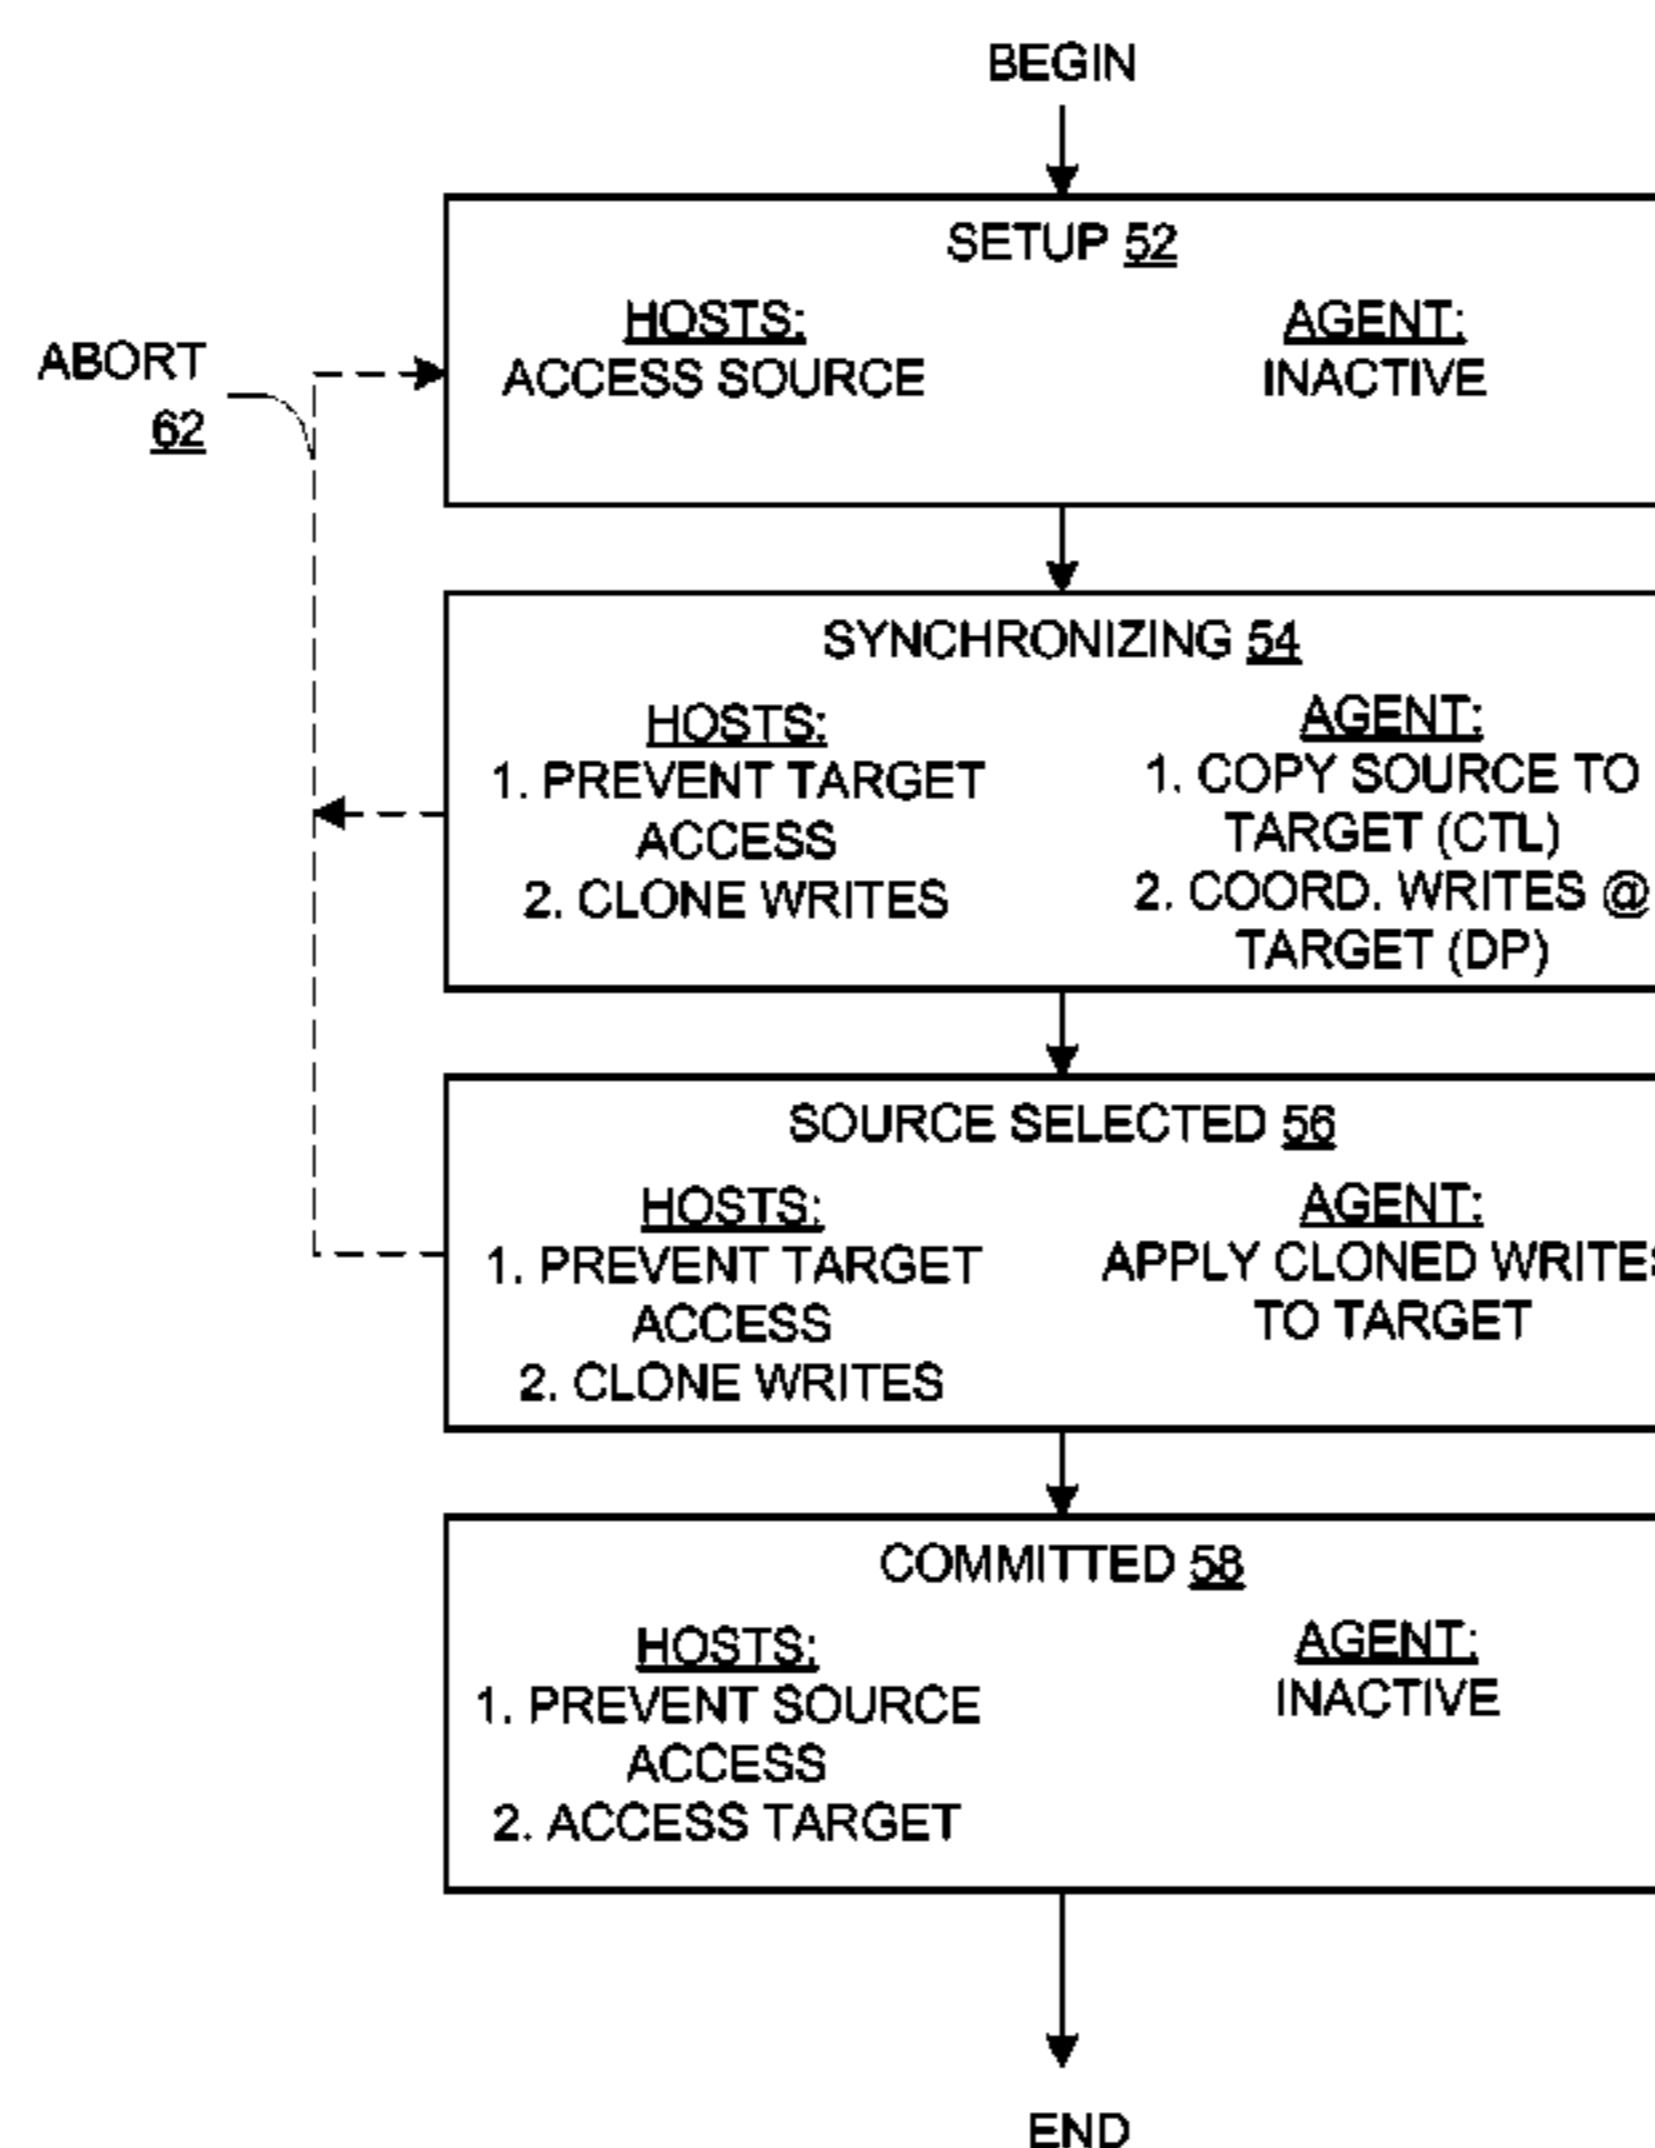 BEGIN
SETUP 52
HOSTS:
ACCESS SOURCE
AGENT:
INACTIVE
ABORT
62
SYNCHRONIZING 54
HOSTS:
1. PREVENT TARGET
ACCESS
2. CLONE WRITES
AGENT:
1. COPY SOURCE TO
TARGET (CTL)
2. COORD. WRITES @
TARGET (DP)
SOURCE SELECTED 56
HOSTS:
1. PREVENT TARGET
ACCESS
2. CLONE WRITES
AGENT:
APPLY CLONED WRITES
TO TARGET
COMMITTED 58
HOSTS:
1. PREVENT SOURCE
ACCESS
2. ACCESS TARGET
AGENT:
INACTIVE
END